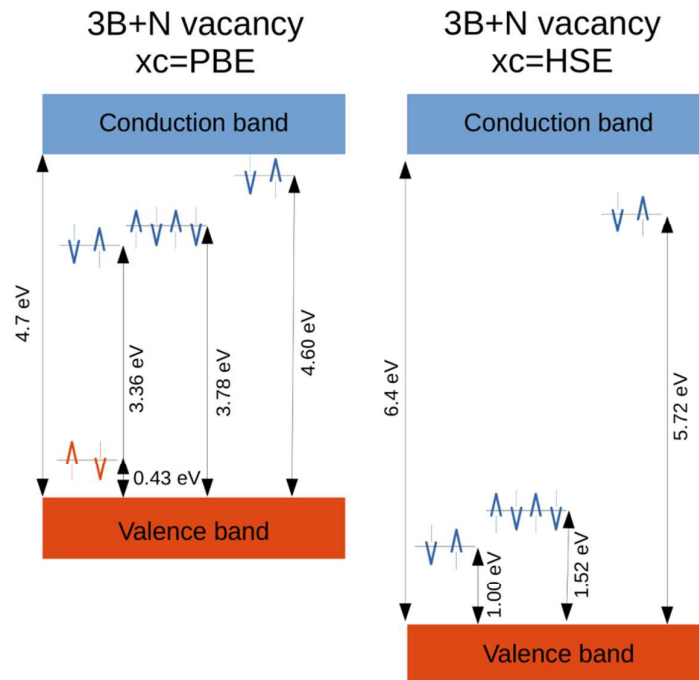 3B+N vacancy
xc=PBE
Conduction band
4.7 eV
3.36 eV
3.78 eV
4.60 eV
0.43 eV
Valence band
3B+N vacancy
xc=HSE
Conduction band
6.4 eV
5.72 eV
1.00 eV
1.52 eV
Valence band